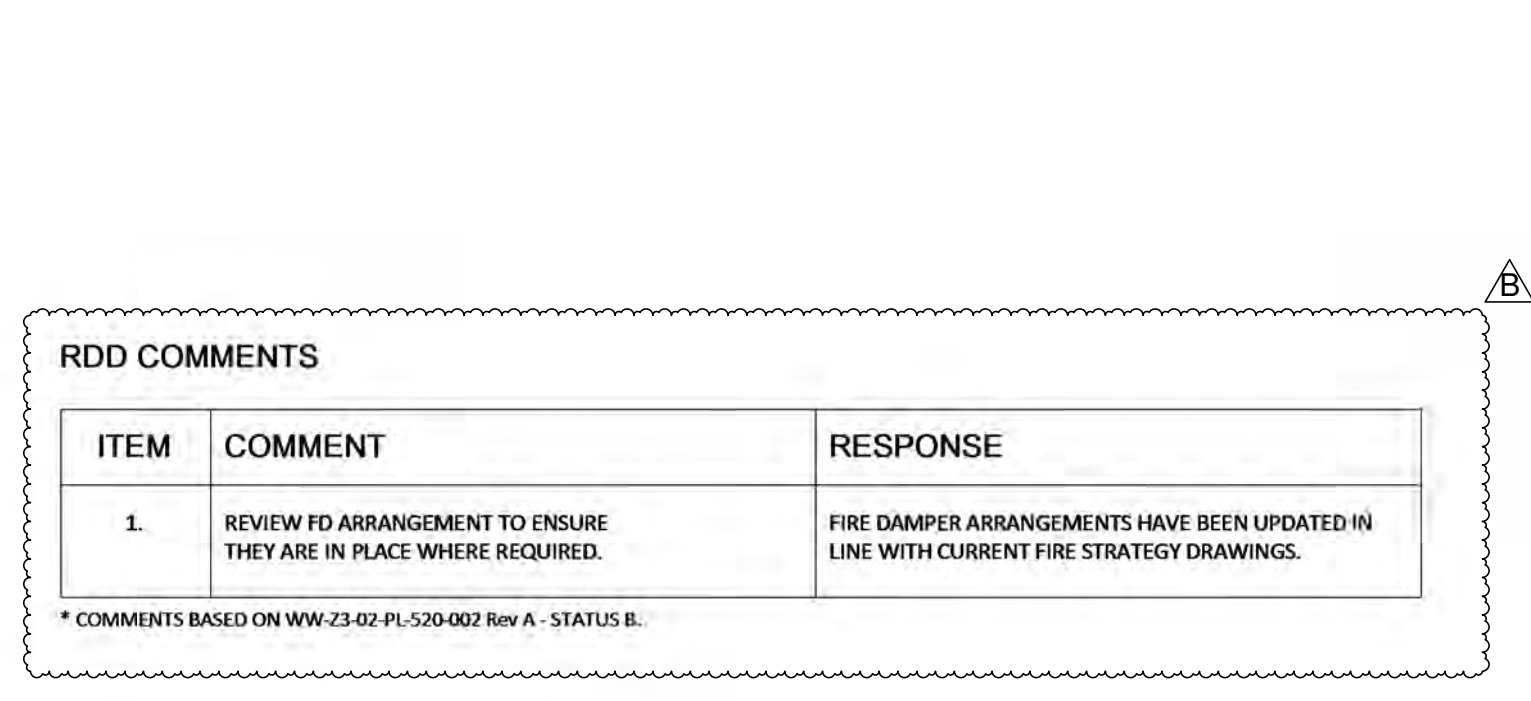 B
RDD COMMENTS
ITEM COMMENT RESPONSE
1. REVIEW FD ARRANGEMENT TO ENSURE FIRE DAMPER ARRANGEMENTS HAVE BEEN UPDATED IN
THEY ARE IN PLACE WHERE REQUIRED. LINE WITH CURRENT FIRE STRATEGY DRAWINGS.
* COMMENTS BASED ON WW-Z3-02-PL-520-002 Rev A - STATUS B.